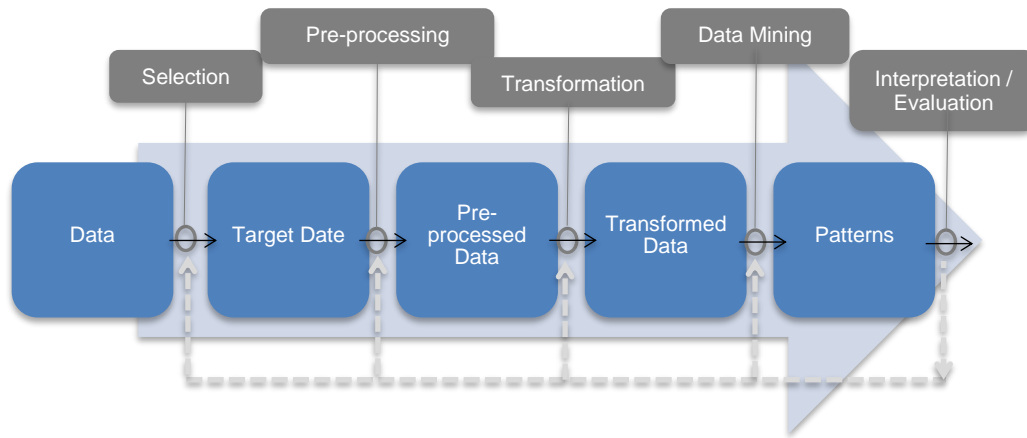 Pre-processing
Data Mining
Selection
Transformation
Interpretation /
Evaluation
Data
Target Date
Pre-
processed
Data
Transformed
Data
Patterns